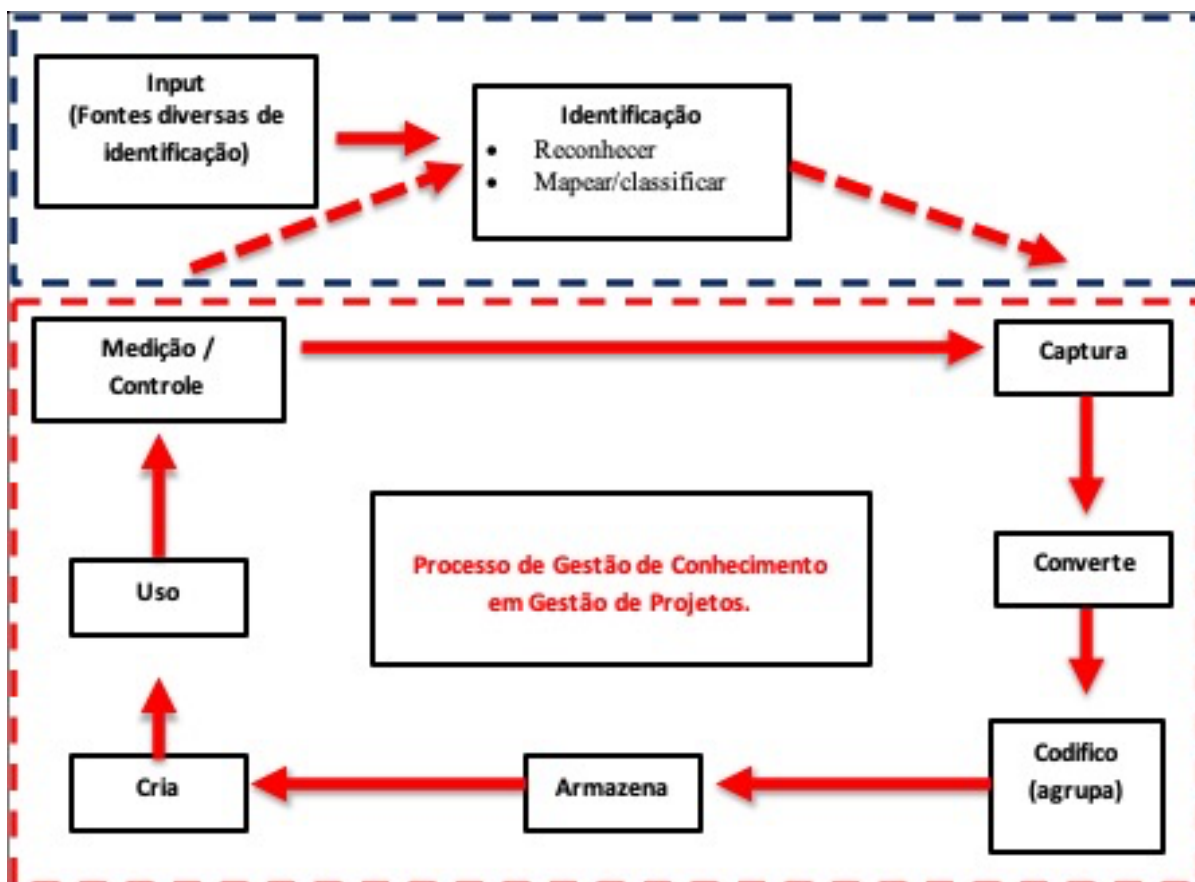 Input
(Fontes diversas de
identificação)
Identificação
• Reconhecer
• Mapear/classificar
Medição /
Controle
Captura
Processo de Gestão de Conhecimento
em Gestão de Projetos.
Uso
Converte
Cria
Armazena
Codifico
(agrupa)